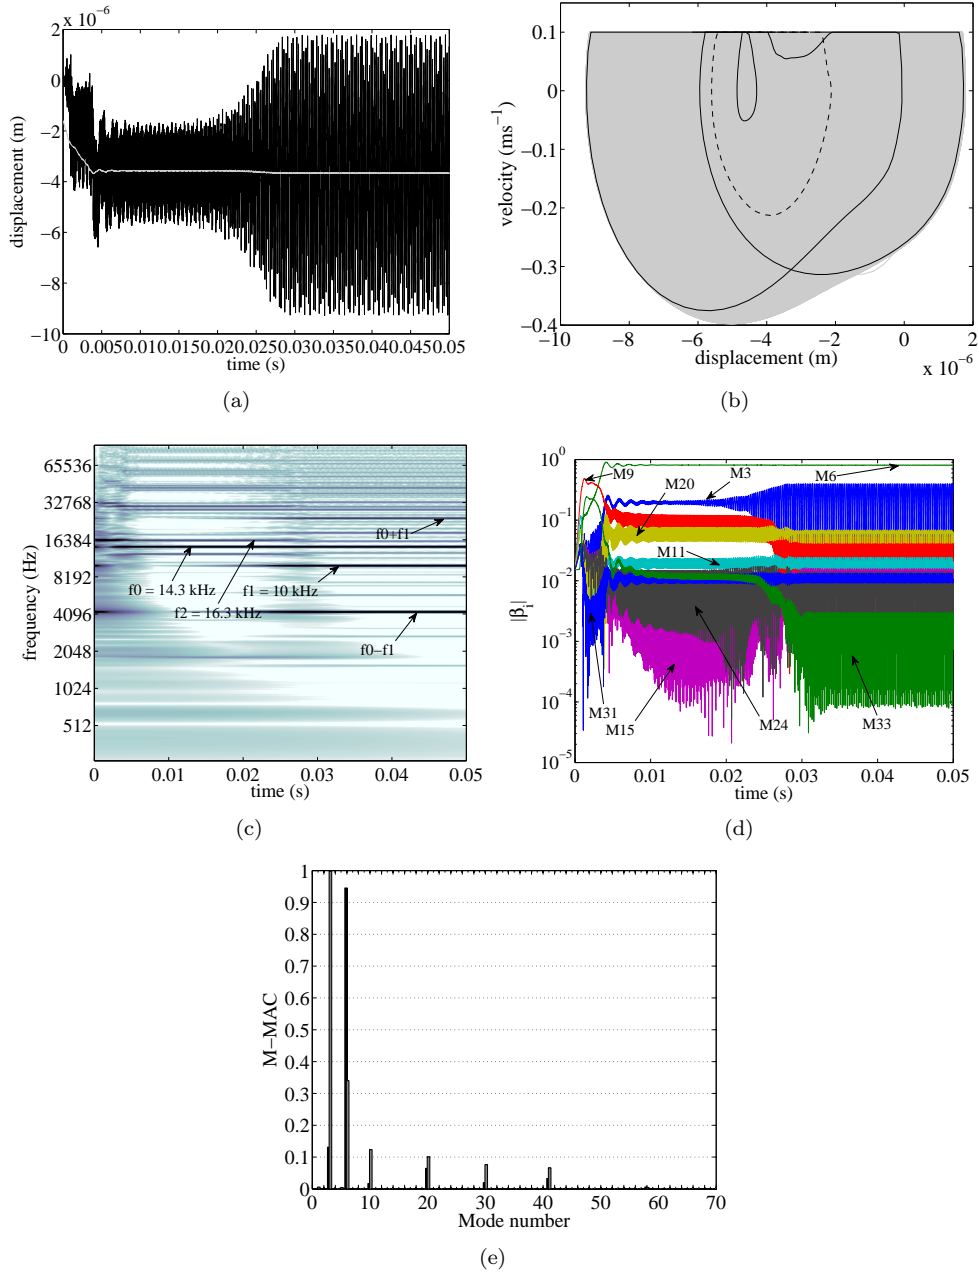 x 10⁻⁶
2
0
−2
−4
−6
−8
−10
displacement (m)
0 0.005 0.01 0.015 0.02 0.025 0.03 0.035 0.04 0.045 0.05
time (s)
(a)
0.1
0
−0.1
−0.2
−0.3
−0.4
velocity (ms⁻¹)
−10 −8 −6 −4 −2 0 2
displacement (m)
x 10⁻⁶
(b)
65536
32768
16384
8192
4096
2048
1024
512
frequency (Hz)
f0+f1
f0 = 14.3 kHz
f1 = 10 kHz
f2 = 16.3 kHz
f0−f1
0 0.01 0.02 0.03 0.04 0.05
time (s)
(c)
10⁰
10⁻¹
10⁻²
10⁻³
10⁻⁴
10⁻⁵
|βᵢ|
M9
M20
M3
M6
M11
M31
M15
M24
M33
0 0.01 0.02 0.03 0.04 0.05
time (s)
(d)
1
0.9
0.8
0.7
0.6
0.5
0.4
0.3
0.2
0.1
0
M−MAC
0 10 20 30 40 50 60 70
Mode number
(e)